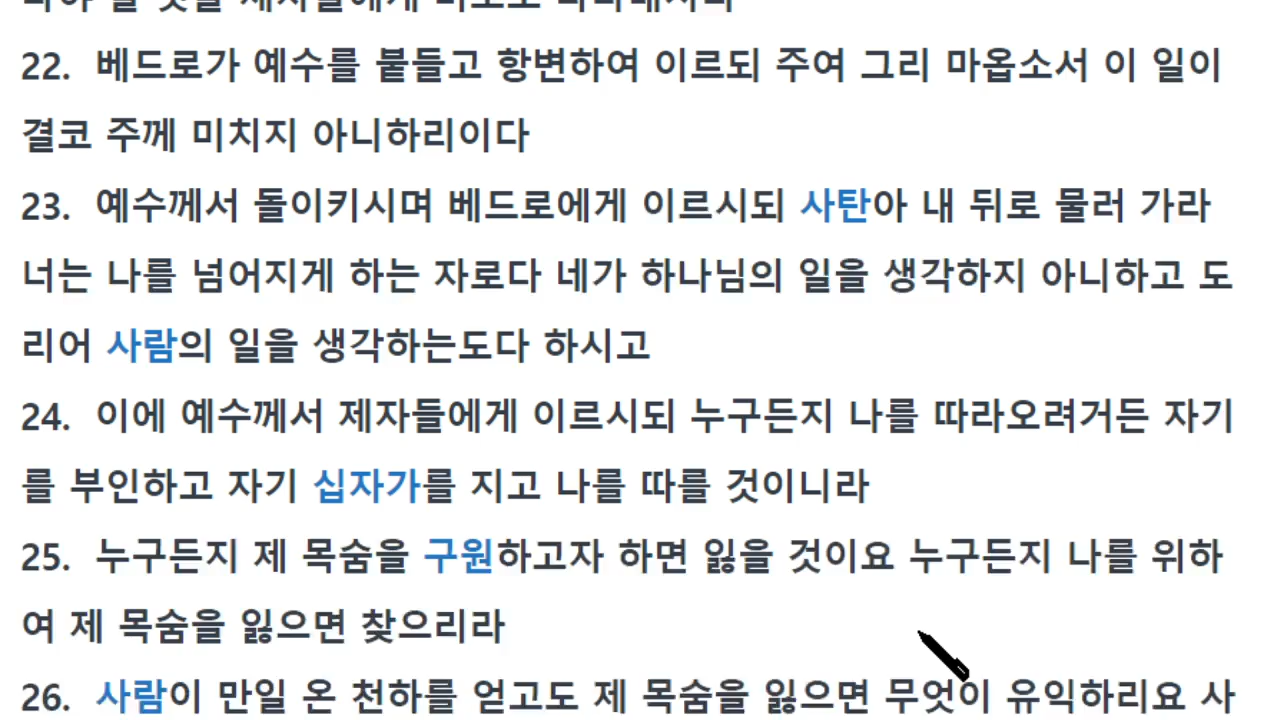 22. 베드로가 예수를 붙들고 항변하여 이르되 주여 그리 마옵소서 이 일이
결코 주께 미치지 아니하리이다
23. 예수께서 돌이키시며 베드로에게 이르시되 사탄아 내 뒤로 물러 가라
너는 나를 넘어지게 하는 자로다 네가 하나님의 일을 생각하지 아니하고 도
리어 사람의 일을 생각하는도다 하시고
24. 이에 예수께서 제자들에게 이르시되 누구든지 나를 따라오려거든 자기
를 부인하고 자기 십자가를 지고 나를 따를 것이니라
25. 누구든지 제 목숨을 구원하고자 하면 잃을 것이요 누구든지 나를 위하
여 제 목숨을 잃으면 찾으리라
26. 사람이 만일 온 천하를 얻고도 제 목숨을 잃으면 무엇이 유익하리요 사